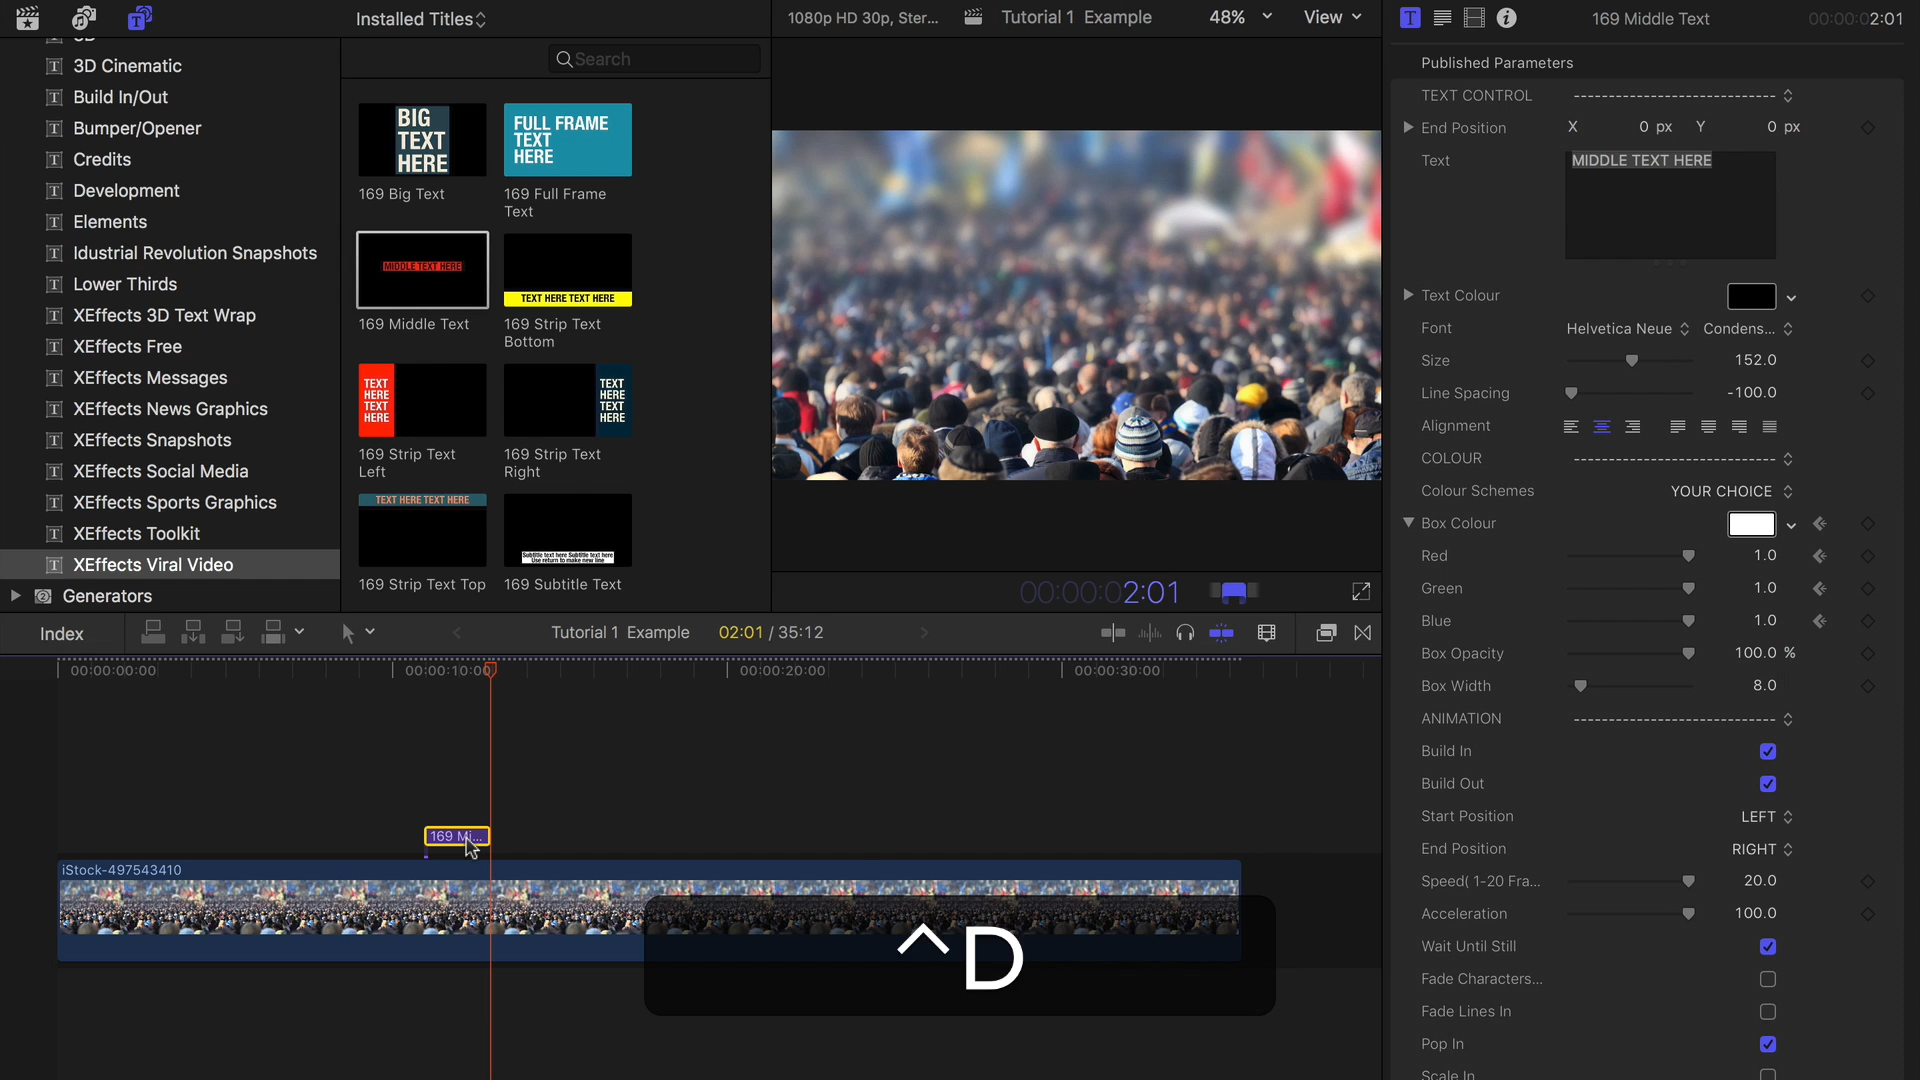 Installed Titles
1080p HD 30p, Ster...
Tutorial 1 Example
48%
View
169 Middle Text
00:00:02:01
3D Cinematic
Build In/Out
Bumper/Opener
Credits
Development
Elements
Idustrial Revolution Snapshots
Lower Thirds
XEffects 3D Text Wrap
XEffects Free
XEffects Messages
XEffects News Graphics
XEffects Snapshots
XEffects Social Media
XEffects Sports Graphics
XEffects Toolkit
XEffects Viral Video
Generators
Search
BIG
TEXT
HERE
169 Big Text
FULL FRAME
TEXT
HERE
169 Full Frame
Text
MIDDLE TEXT HERE
169 Middle Text
TEXT HERE TEXT HERE
169 Strip Text
Bottom
TEXT
HERE
TEXT
HERE
169 Strip Text
Left
TEXT
HERE
TEXT
HERE
169 Strip Text
Right
TEXT HERE TEXT HERE
169 Strip Text Top
Subtitle text here Subtitle text here
Use return to make new line
169 Subtitle Text
00:00:02:01
Published Parameters
TEXT CONTROL
End Position X 0 px Y 0 px
Text MIDDLE TEXT HERE
Text Colour
Font Helvetica Neue Condens...
Size 152.0
Line Spacing -100.0
Alignment
COLOUR
Colour Schemes YOUR CHOICE
Box Colour
Red 1.0
Green 1.0
Blue 1.0
Box Opacity 100.0 %
Box Width 8.0
ANIMATION
Build In
Build Out
Start Position LEFT
End Position RIGHT
Speed( 1-20 Fra... 20.0
Acceleration 100.0
Wait Until Still
Fade Characters...
Fade Lines In
Pop In
Scale In
Index
Tutorial 1 Example
02:01 / 35:12
00:00:00:00
00:00:10:00
00:00:20:00
00:00:30:00
169 Mi...
iStock-497543410
^D